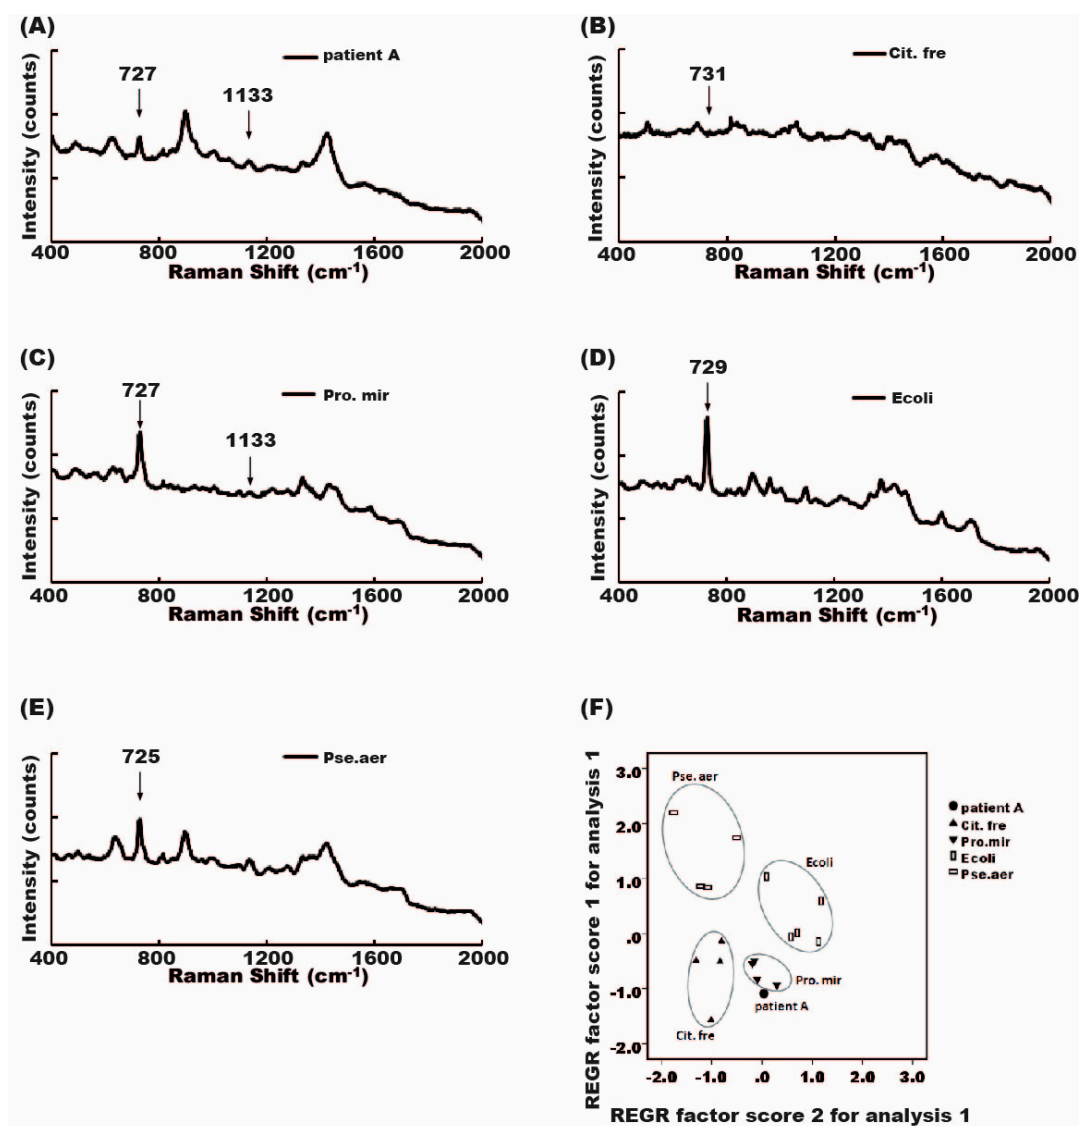 (A)
patient A
727
1133
Intensity (counts)
400 800 1200 1600 2000
Raman Shift (cm-1)
(B)
Cit. fre
731
Intensity (counts)
400 800 1200 1600 2000
Raman Shift (cm-1)
(C)
727
Pro. mir
1133
Intensity (counts)
400 800 1200 1600 2000
Raman Shift (cm-1)
(D)
729
Ecoli
Intensity (counts)
400 800 1200 1600 2000
Raman Shift (cm-1)
(E)
725
Pse.aer
Intensity (counts)
400 800 1200 1600 2000
Raman Shift (cm-1)
(F)
REGR factor score 1 for analysis 1
3.0
2.0
1.0
.0
-1.0
-2.0
Pse. aer
Ecoli
Pro. mir
patient A
Cit. fre
patient A
Cit. fre
Pro.mir
Ecoli
Pse.aer
-2.0 -1.0 .0 1.0 2.0 3.0
REGR factor score 2 for analysis 1